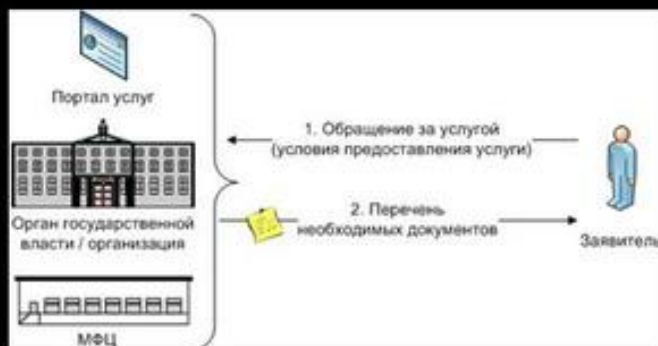 Портал услуг
Орган государственной
власти / организация
МФЦ
1. Обращение за услугой
(условия предоставления услуги)
2. Перечень
необходимых документов
Заявитель